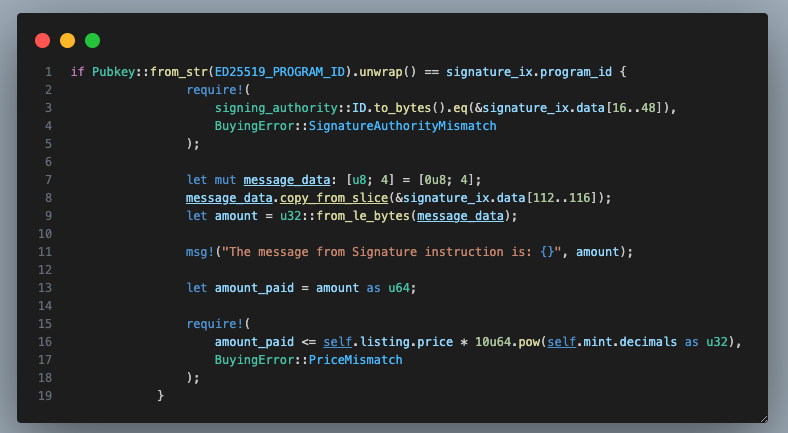 1 if Pubkey::from_str(ED25519_PROGRAM_ID).unwrap() == signature_ix.program_id {
2 require!(
3 signing_authority::ID.to_bytes().eq(&signature_ix.data[16..48]),
4 BuyingError::SignatureAuthorityMismatch
5 );
6
7 let mut message_data: [u8; 4] = [0u8; 4];
8 message_data.copy_from_slice(&signature_ix.data[112..116]);
9 let amount = u32::from_le_bytes(message_data);
10
11 msg!("The message from Signature instruction is: {}", amount);
12
13 let amount_paid = amount as u64;
14
15 require!(
16 amount_paid <= self.listing.price * 10u64.pow(self.mint.decimals as u32),
17 BuyingError::PriceMismatch
18 );
19 }